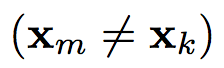 (𝐱ₘ ≠ 𝐱ₖ)